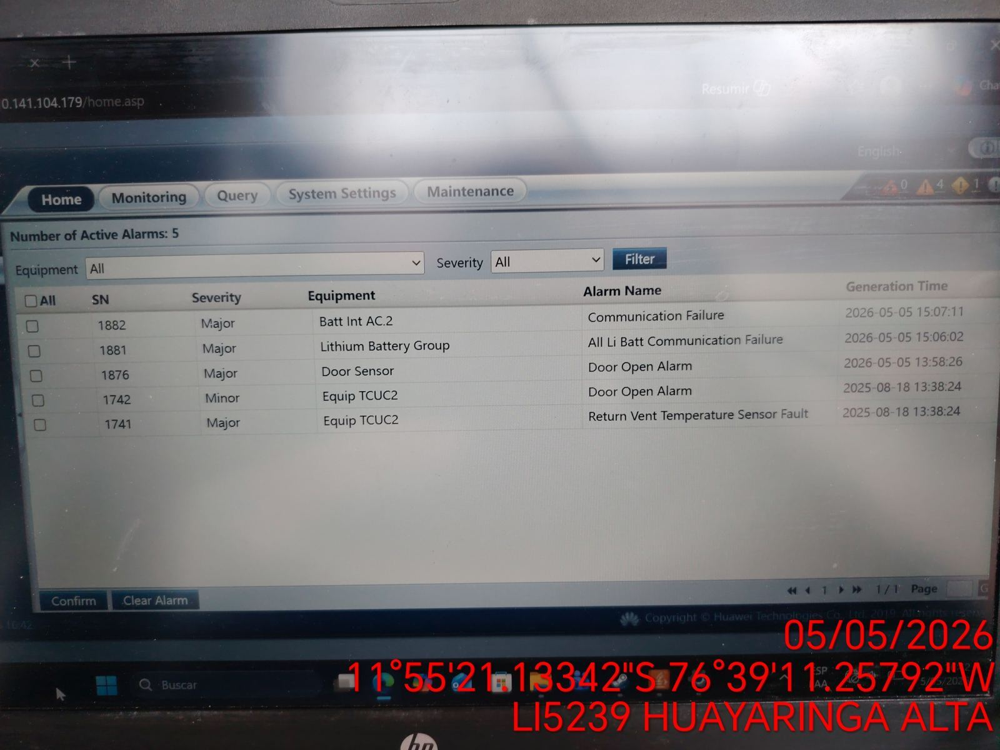 Resumir
0.141.104.179/home.asp
English
Home Monitoring Query System Settings Maintenance 0 4 1
Number of Active Alarms: 5
Equipment All Severity All Filter
All SN Severity Equipment Alarm Name Generation Time
1882 Major Batt Int AC.2 Communication Failure 2026-05-05 15:07:11
1881 Major Lithium Battery Group All Li Batt Communication Failure 2026-05-05 15:06:02
1876 Major Door Sensor Door Open Alarm 2026-05-05 13:58:26
1742 Minor Equip TCUC2 Door Open Alarm 2025-08-18 13:38:24
1741 Major Equip TCUC2 Return Vent Temperature Sensor Fault 2025-08-18 13:38:24
1 1/1 Page
Confirm Clear Alarm
Copyright © Huawei Technologies Co., Ltd. 2019. All rights
05/05/2026
11°55'21.13342"S 76°39'11.25792"W
Buscar
LI5239 HUAYARINGA ALTA
hp